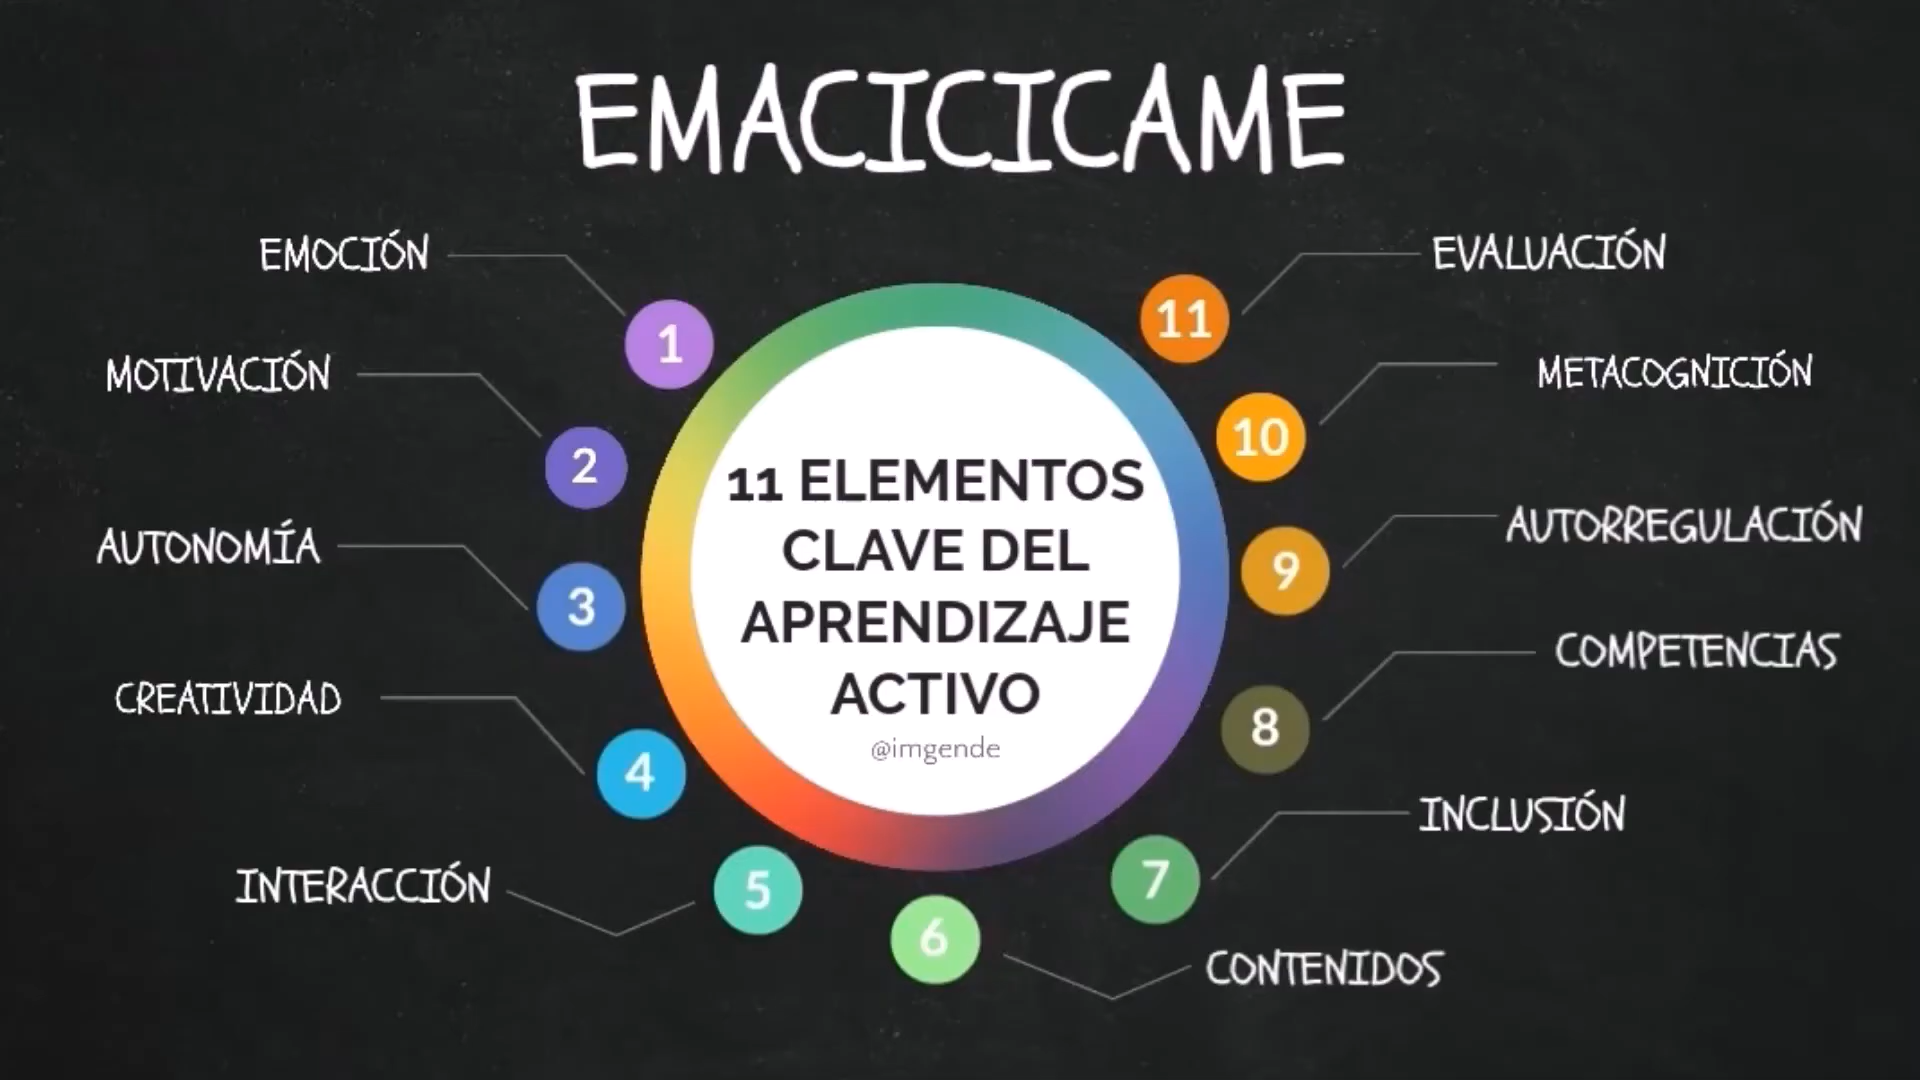 EMACICICAME
EMOCIÓN
1
MOTIVACIÓN
2
AUTONOMÍA
3
CREATIVIDAD
4
INTERACCIÓN
5
6
CONTENIDOS
7
INCLUSIÓN
8
COMPETENCIAS
9
AUTORREGULACIÓN
10
METACOGNICIÓN
11
EVALUACIÓN
11 ELEMENTOS
CLAVE DEL
APRENDIZAJE
ACTIVO
@imgende